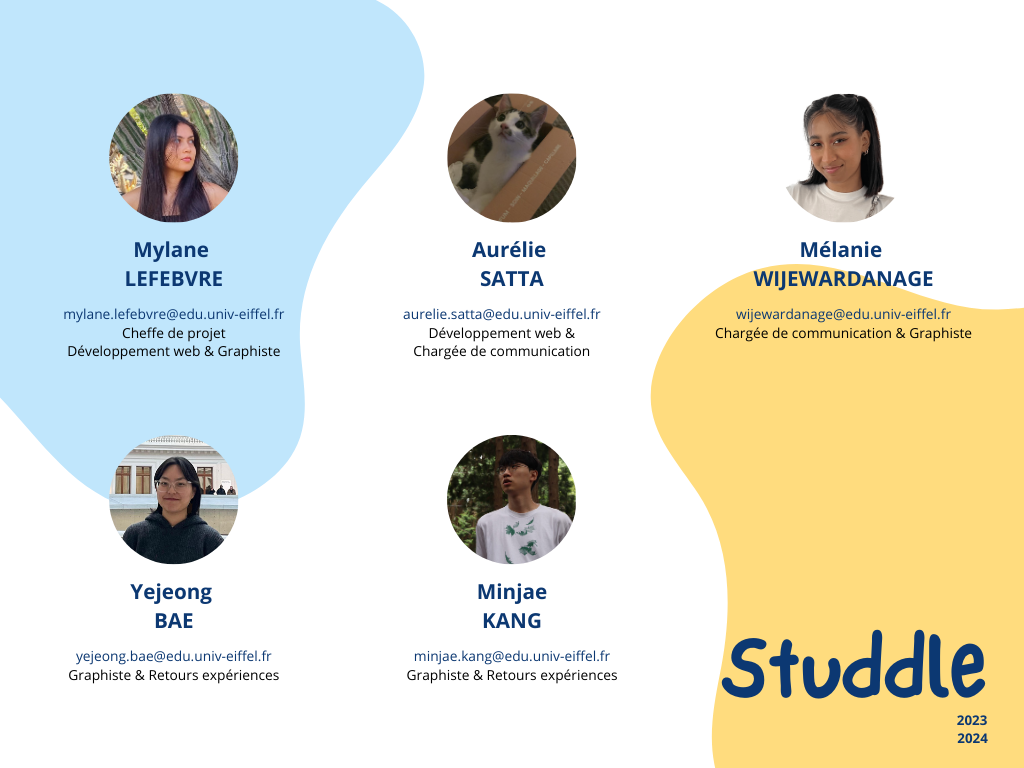 Mylane
LEFEBVRE
mylane.lefebvre@edu.univ-eiffel.fr
Cheffe de projet
Développement web & Graphiste
Aurélie
SATTA
aurelie.satta@edu.univ-eiffel.fr
Développement web &
Chargée de communication
Mélanie
WIJEWARDANAGE
wijewardanage@edu.univ-eiffel.fr
Chargée de communication & Graphiste
Yejeong
BAE
yejeong.bae@edu.univ-eiffel.fr
Graphiste & Retours expériences
Minjae
KANG
minjae.kang@edu.univ-eiffel.fr
Graphiste & Retours expériences
Studdle
2023
2024